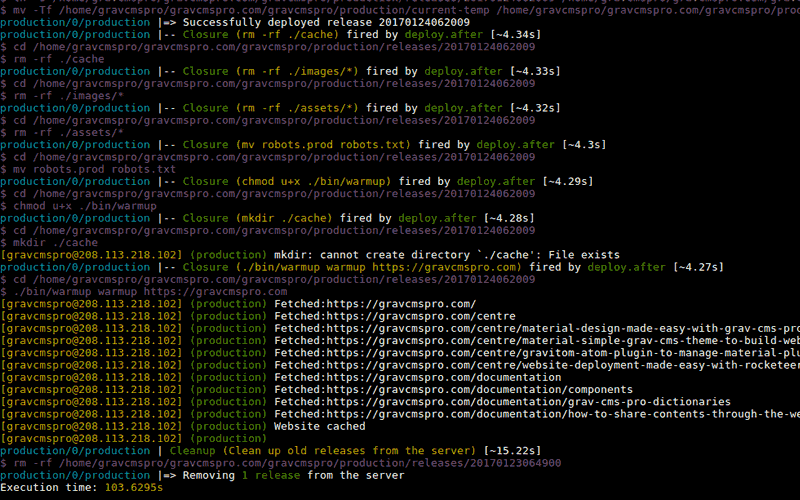 $ mv -Tf /home/gravcmspro/gravcmspro.com/gravcmspro/production/current-temp /home/gravcmspro/gravcmspro.com/gravcmspro/prod
production/0/production |=> Successfully deployed release 20170124062009
production/0/production |-- Closure (rm -rf ./cache) fired by deploy.after [~4.34s]
$ cd /home/gravcmspro/gravcmspro.com/gravcmspro/production/releases/20170124062009
$ rm -rf ./cache
production/0/production |-- Closure (rm -rf ./images/*) fired by deploy.after [~4.33s]
$ cd /home/gravcmspro/gravcmspro.com/gravcmspro/production/releases/20170124062009
$ rm -rf ./images/*
production/0/production |-- Closure (rm -rf ./assets/*) fired by deploy.after [~4.32s]
$ cd /home/gravcmspro/gravcmspro.com/gravcmspro/production/releases/20170124062009
$ rm -rf ./assets/*
production/0/production |-- Closure (mv robots.prod robots.txt) fired by deploy.after [~4.3s]
$ cd /home/gravcmspro/gravcmspro.com/gravcmspro/production/releases/20170124062009
$ mv robots.prod robots.txt
production/0/production |-- Closure (chmod u+x ./bin/warmup) fired by deploy.after [~4.29s]
$ cd /home/gravcmspro/gravcmspro.com/gravcmspro/production/releases/20170124062009
$ chmod u+x ./bin/warmup
production/0/production |-- Closure (mkdir ./cache) fired by deploy.after [~4.28s]
$ cd /home/gravcmspro/gravcmspro.com/gravcmspro/production/releases/20170124062009
$ mkdir ./cache
[gravcmspro@208.113.218.102] (production) mkdir: cannot create directory `./cache': File exists
production/0/production |-- Closure (./bin/warmup warmup https://gravcmspro.com) fired by deploy.after [~4.27s]
$ cd /home/gravcmspro/gravcmspro.com/gravcmspro/production/releases/20170124062009
$ ./bin/warmup warmup https://gravcmspro.com
[gravcmspro@208.113.218.102] (production) Fetched:https://gravcmspro.com/
[gravcmspro@208.113.218.102] (production) Fetched:https://gravcmspro.com/centre
[gravcmspro@208.113.218.102] (production) Fetched:https://gravcmspro.com/centre/material-design-made-easy-with-grav-cms-pro
[gravcmspro@208.113.218.102] (production) Fetched:https://gravcmspro.com/centre/material-simple-grav-cms-theme-to-build-web
[gravcmspro@208.113.218.102] (production) Fetched:https://gravcmspro.com/centre/gravitom-atom-plugin-to-manage-material-plu
[gravcmspro@208.113.218.102] (production) Fetched:https://gravcmspro.com/centre/website-deployment-made-easy-with-rocketeer
[gravcmspro@208.113.218.102] (production) Fetched:https://gravcmspro.com/documentation
[gravcmspro@208.113.218.102] (production) Fetched:https://gravcmspro.com/documentation/components
[gravcmspro@208.113.218.102] (production) Fetched:https://gravcmspro.com/documentation/grav-cms-pro-dictionaries
[gravcmspro@208.113.218.102] (production) Fetched:https://gravcmspro.com/documentation/how-to-share-contents-through-the-we
[gravcmspro@208.113.218.102] (production) Website cached
[gravcmspro@208.113.218.102] (production)
production/0/production | Cleanup (Clean up old releases from the server) [~15.22s]
$ rm -rf /home/gravcmspro/gravcmspro.com/gravcmspro/production/releases/20170123064900
production/0/production |=> Removing 1 release from the server
Execution time: 103.6295s